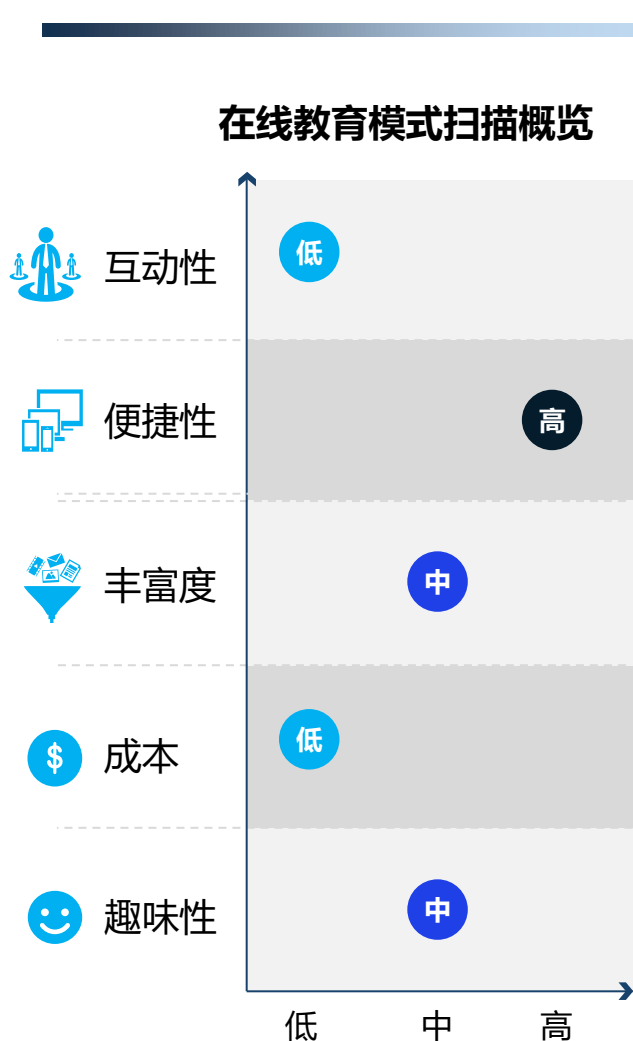 在线教育模式扫描概览
互动性
低
便捷性
高
丰富度
中
$
成本
低
趣味性
中
低 中 高